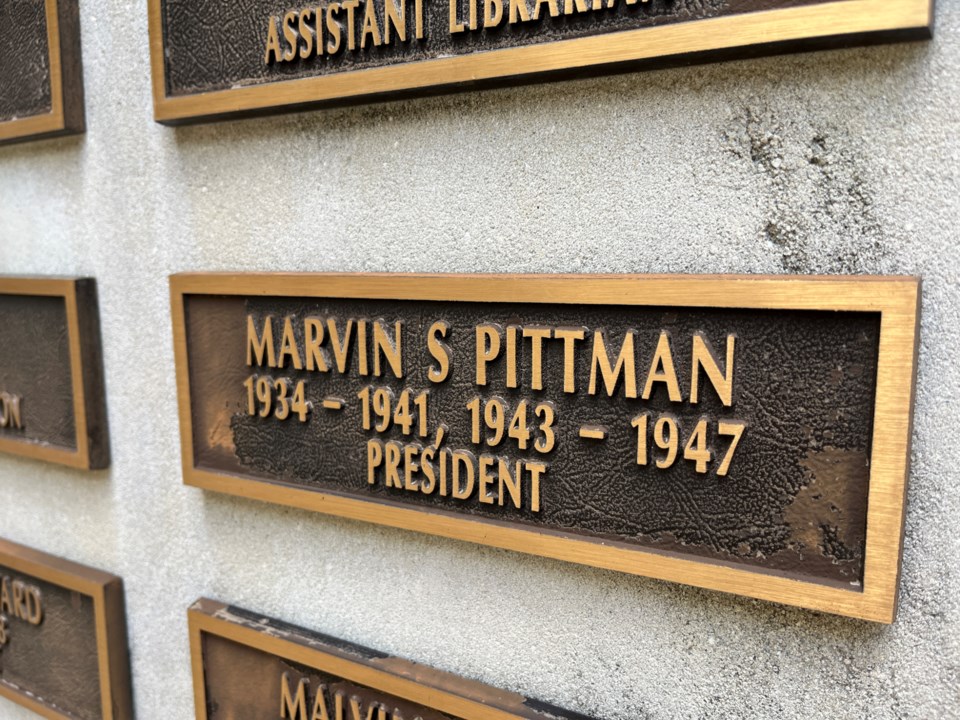 ASSISTANT LIBRARIAN
MARVIN S PITTMAN
1934 – 1941, 1943 – 1947
PRESIDENT